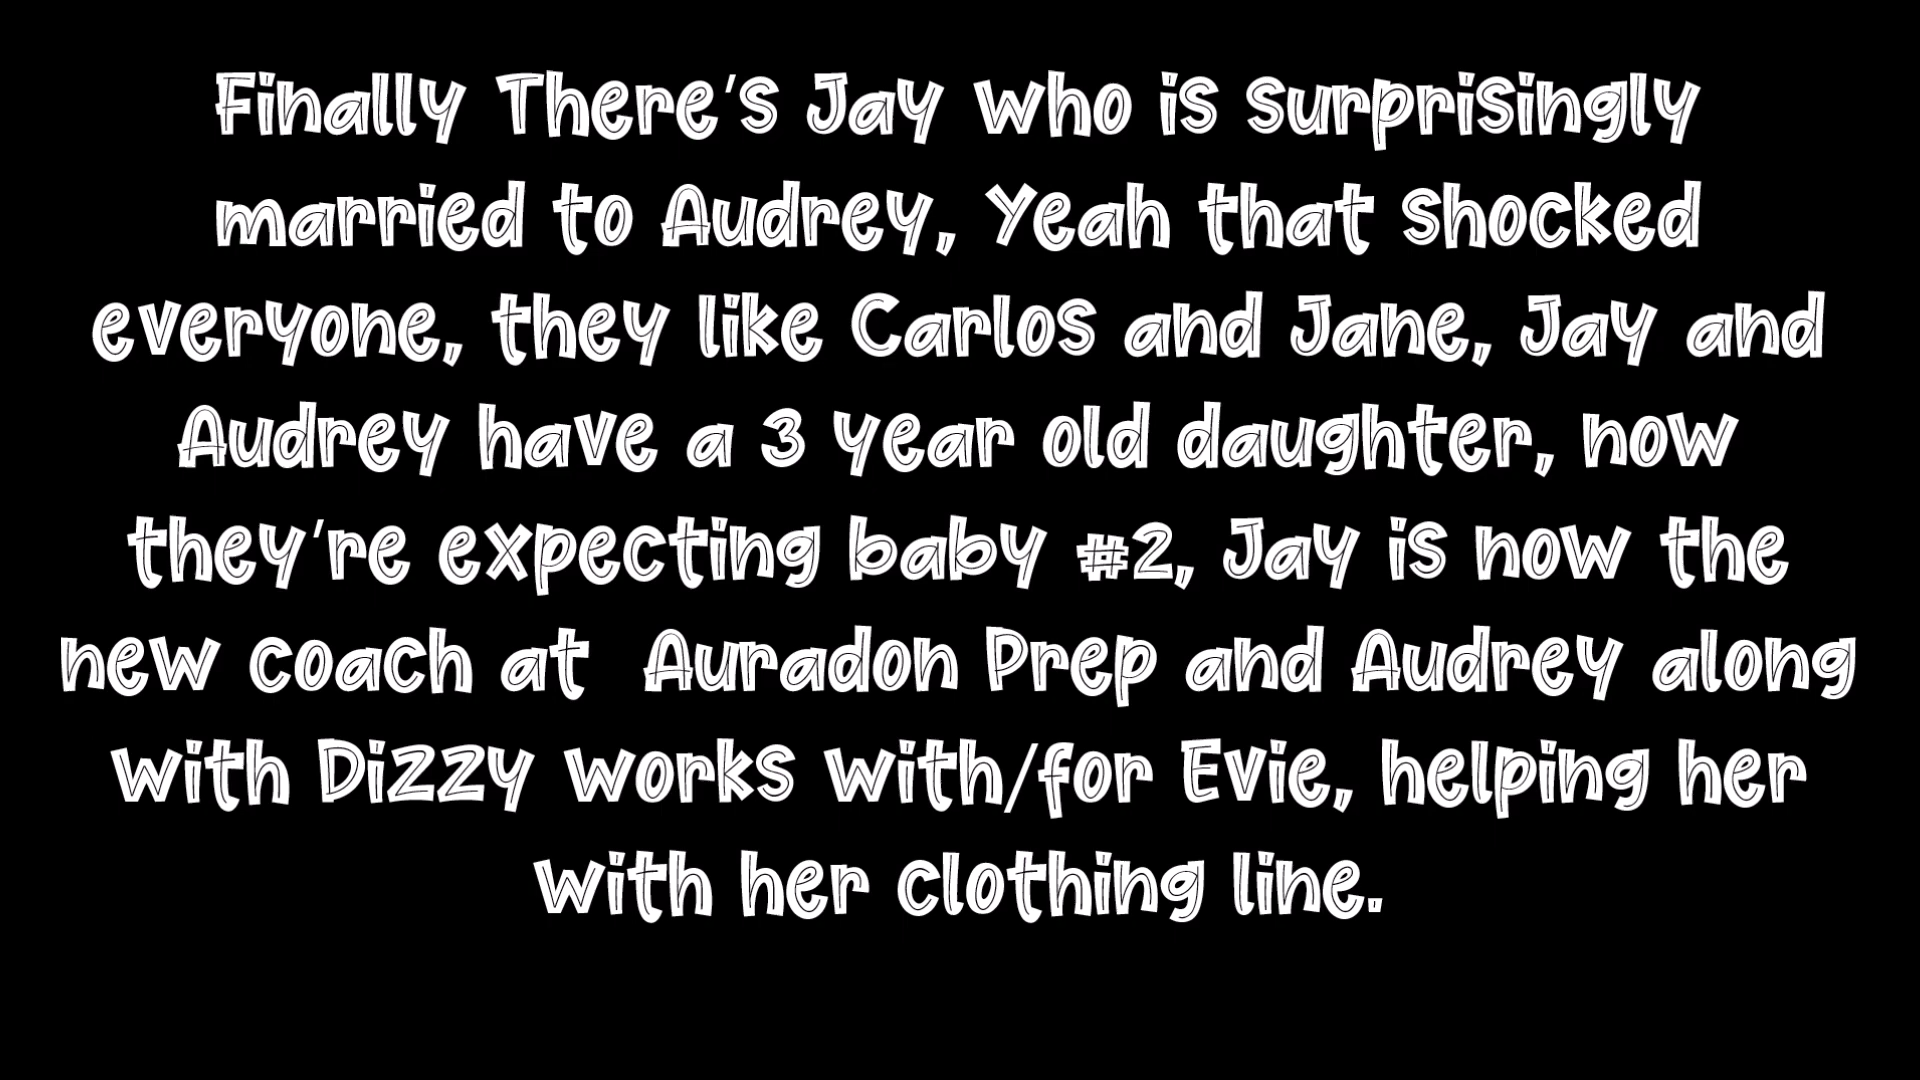 Finally There's Jay who is surprisingly
married to Audrey, Yeah that shocked
everyone, they like Carlos and Jane, Jay and
Audrey have a 3 year old daughter, now
they're expecting baby #2, Jay is now the
new coach at Auradon Prep and Audrey along
with Dizzy works with/for Evie, helping her
with her clothing line.